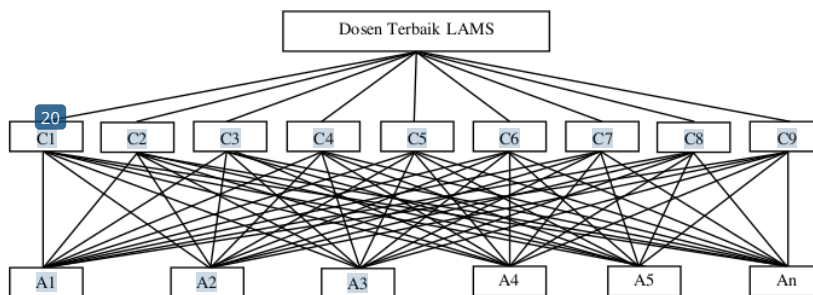 Dosen Terbaik LAMS
20
C1 C2 C3 C4 C5 C6 C7 C8 C9
A1 A2 A3 A4 A5 An